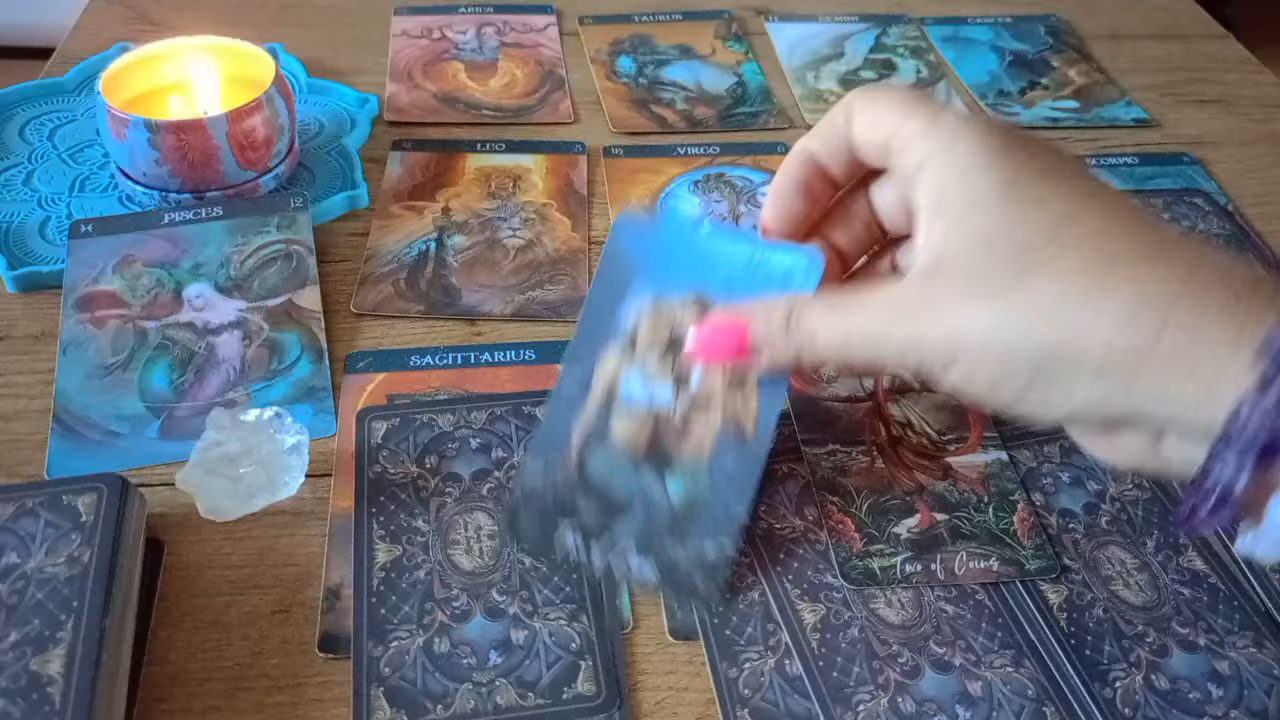 ARIES
TAURUS
GEMINI
CANCER
LEO
VIRGO
SCORPIO
PISCES
12
SAGITTARIUS
Two of Coins